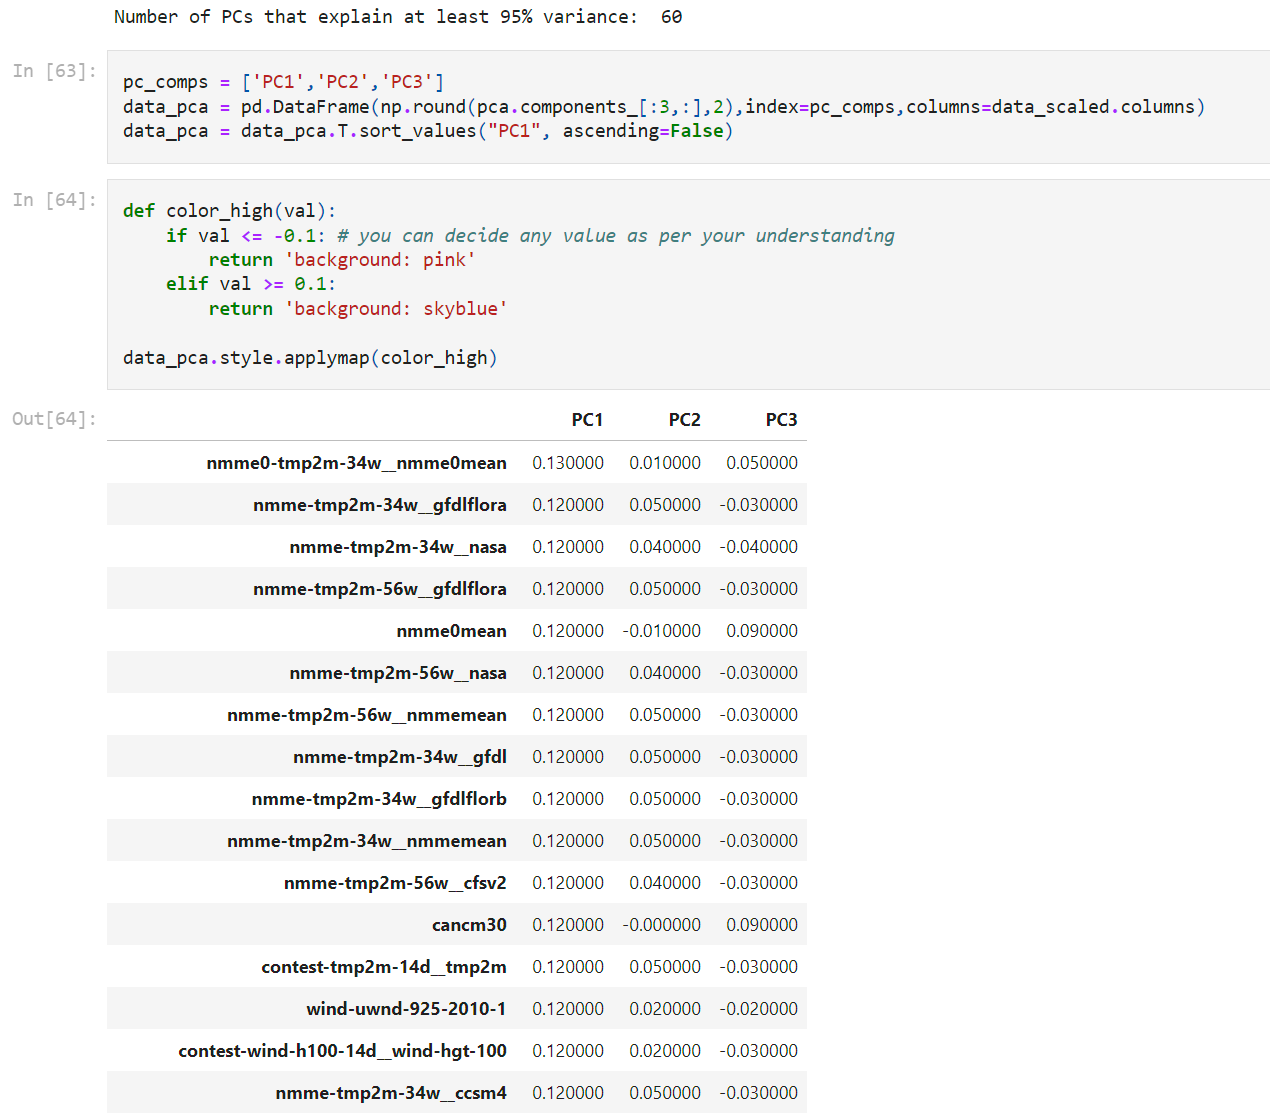 Number of PCs that explain at least 95% variance:  60
In [63]:
pc_comps = ['PC1','PC2','PC3']
data_pca = pd.DataFrame(np.round(pca.components_[:3,:],2),index=pc_comps,columns=data_scaled.columns)
data_pca = data_pca.T.sort_values("PC1", ascending=False)
In [64]:
def color_high(val):
    if val <= -0.1: # you can decide any value as per your understanding
        return 'background: pink'
    elif val >= 0.1:
        return 'background: skyblue'
data_pca.style.applymap(color_high)
Out[64]:
PC1 PC2 PC3
nmme0-tmp2m-34w__nmme0mean 0.130000 0.010000 0.050000
nmme-tmp2m-34w__gfdlflora 0.120000 0.050000 -0.030000
nmme-tmp2m-34w__nasa 0.120000 0.040000 -0.040000
nmme-tmp2m-56w__gfdlflora 0.120000 0.050000 -0.030000
nmme0mean 0.120000 -0.010000 0.090000
nmme-tmp2m-56w__nasa 0.120000 0.040000 -0.030000
nmme-tmp2m-56w__nmmemean 0.120000 0.050000 -0.030000
nmme-tmp2m-34w__gfdl 0.120000 0.050000 -0.030000
nmme-tmp2m-34w__gfdlflorb 0.120000 0.050000 -0.030000
nmme-tmp2m-34w__nmmemean 0.120000 0.050000 -0.030000
nmme-tmp2m-56w__cfsv2 0.120000 0.040000 -0.030000
cancm30 0.120000 -0.000000 0.090000
contest-tmp2m-14d__tmp2m 0.120000 0.050000 -0.030000
wind-uwnd-925-2010-1 0.120000 0.020000 -0.020000
contest-wind-h100-14d__wind-hgt-100 0.120000 0.020000 -0.030000
nmme-tmp2m-34w__ccsm4 0.120000 0.050000 -0.030000